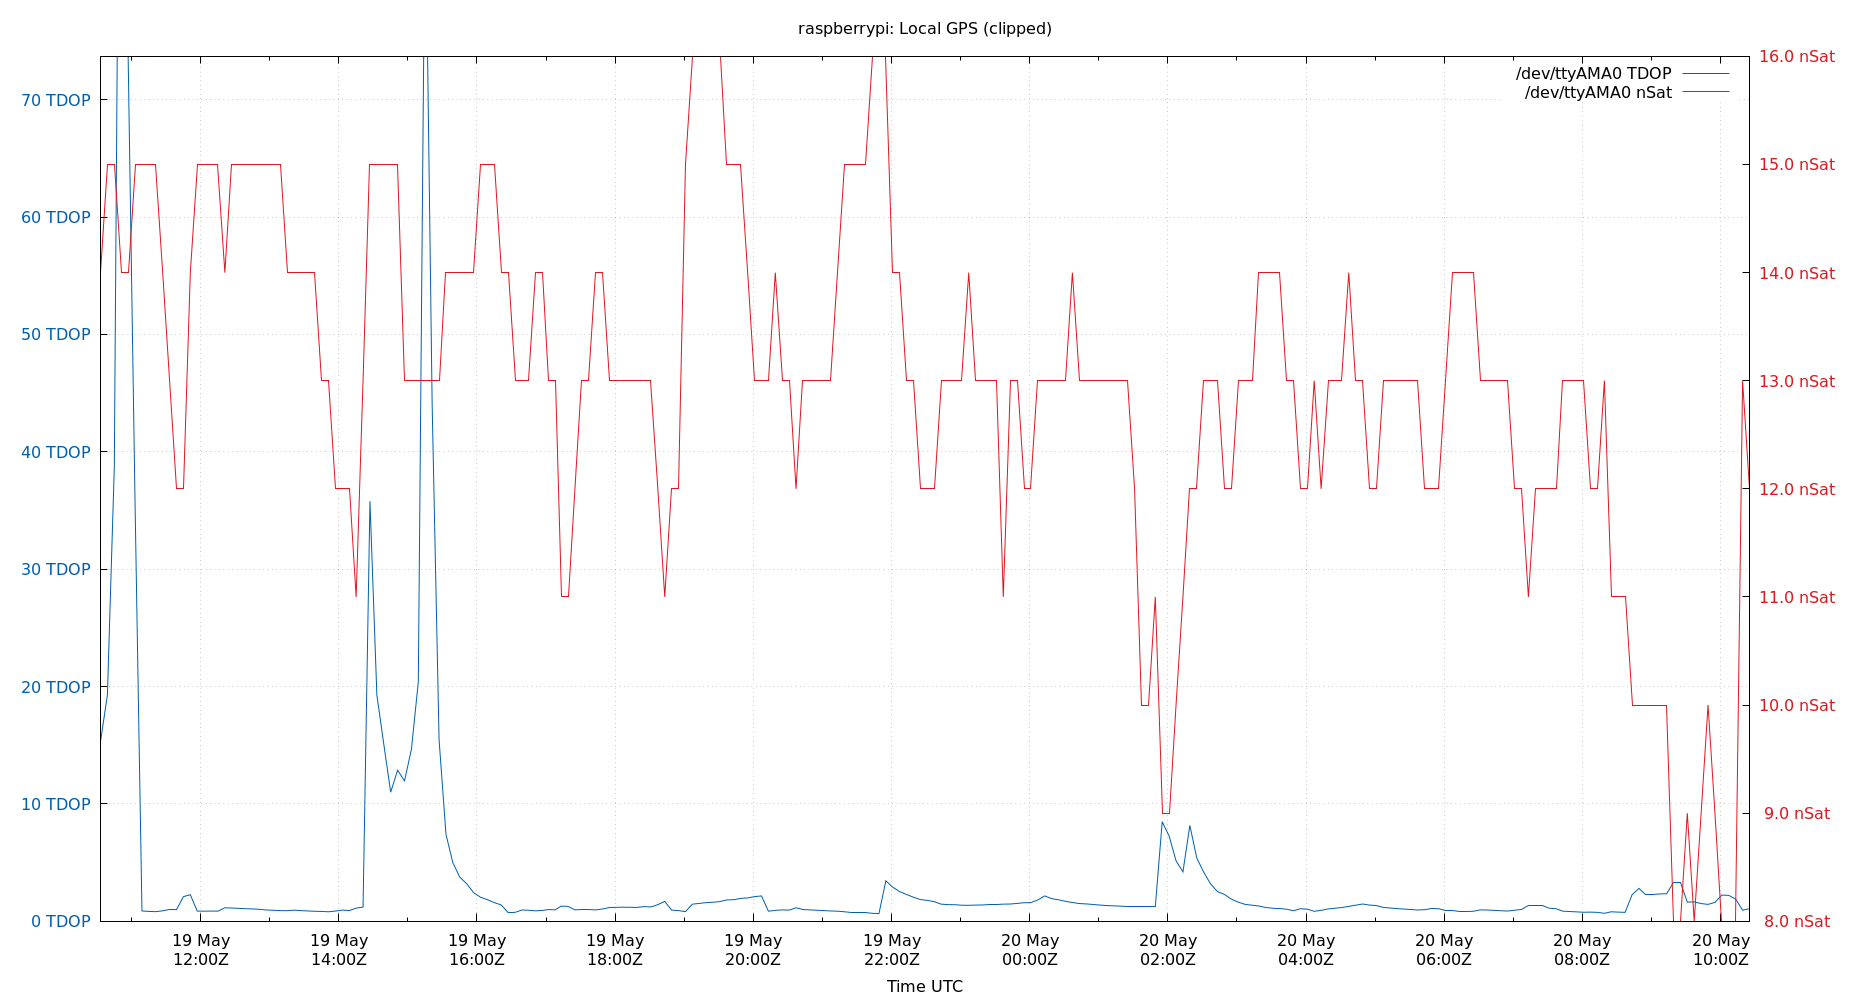 raspberrypi: Local GPS (clipped)
/dev/ttyAMA0 TDOP
/dev/ttyAMA0 nSat
70 TDOP
60 TDOP
50 TDOP
40 TDOP
30 TDOP
20 TDOP
10 TDOP
0 TDOP
16.0 nSat
15.0 nSat
14.0 nSat
13.0 nSat
12.0 nSat
11.0 nSat
10.0 nSat
9.0 nSat
8.0 nSat
19 May
12:00Z
19 May
14:00Z
19 May
16:00Z
19 May
18:00Z
19 May
20:00Z
19 May
22:00Z
20 May
00:00Z
20 May
02:00Z
20 May
04:00Z
20 May
06:00Z
20 May
08:00Z
20 May
10:00Z
Time UTC